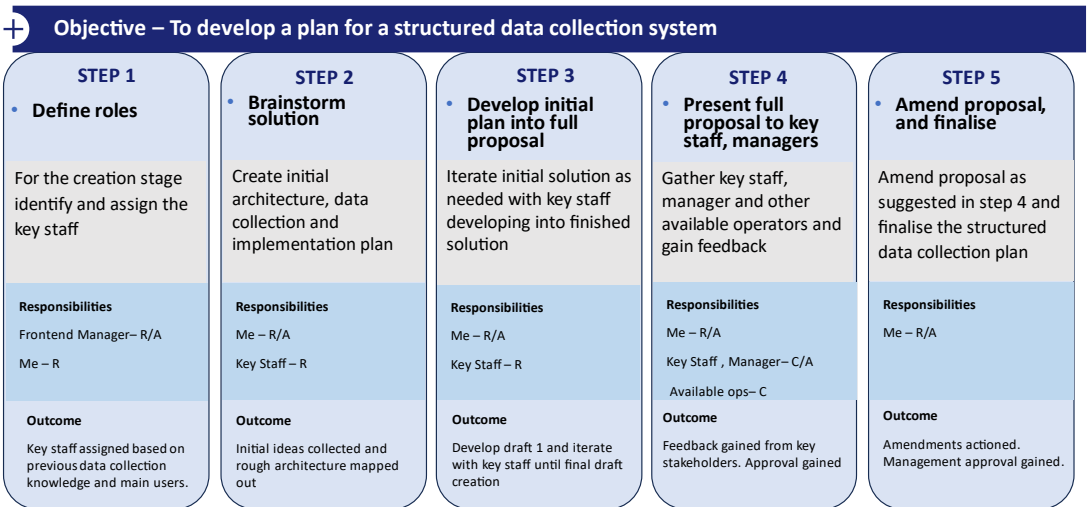 Objective – To develop a plan for a structured data collection system
STEP 1
• Define roles
For the creation stage
identify and assign the
key staff
Responsibilities
Frontend Manager– R/A
Me – R
Outcome
Key staff assigned based on
previous data collection
knowledge and main users.
STEP 2
• Brainstorm
solution
Create initial
architecture, data
collection and
implementation plan
Responsibilities
Me – R/A
Key Staff – R
Outcome
Initial ideas collected and
rough architecture mapped
out
STEP 3
• Develop initial
plan into full
proposal
Iterate initial solution as
needed with key staff
developing into finished
solution
Responsibilities
Me – R/A
Key Staff – R
Outcome
Develop draft 1 and iterate
with key staff until final draft
creation
STEP 4
• Present full
proposal to key
staff, managers
Gather key staff,
manager and other
available operators and
gain feedback
Responsibilities
Me – R/A
Key Staff , Manager– C/A
Available ops– C
Outcome
Feedback gained from key
stakeholders. Approval gained
STEP 5
• Amend proposal,
and finalise
Amend proposal as
suggested in step 4 and
finalise the structured
data collection plan
Responsibilities
Me – R/A
Outcome
Amendments actioned.
Management approval gained.